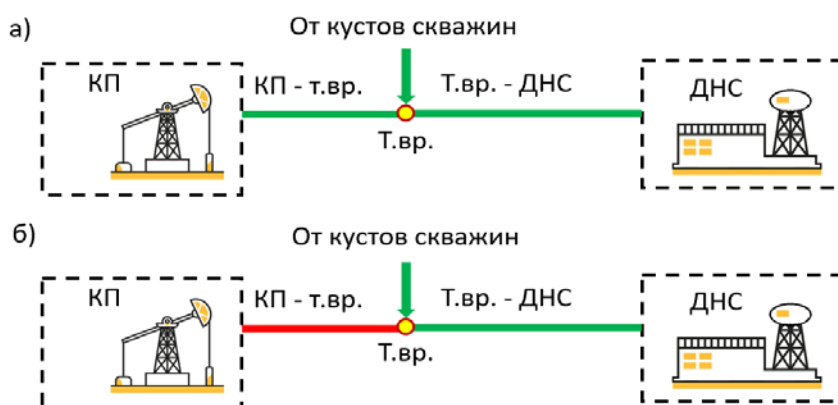 а)
От кустов скважин
КП
КП - т.вр.
Т.вр. - ДНС
ДНС
Т.вр.
б)
От кустов скважин
КП
КП - т.вр.
Т.вр. - ДНС
ДНС
Т.вр.